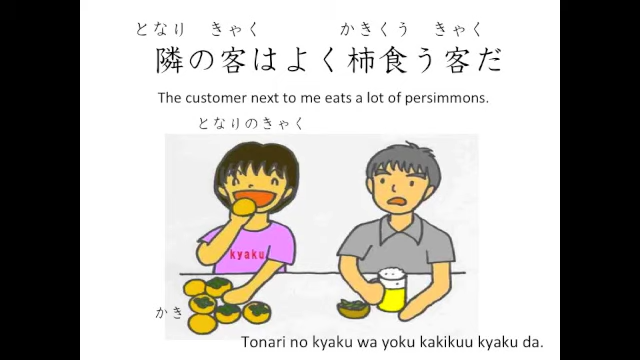 となり きゃく かきくう きゃく
隣の客はよく柿食う客だ
The customer next to me eats a lot of persimmons.
となりのきゃく
kyaku
かき
Tonari no kyaku wa yoku kakikuu kyaku da.